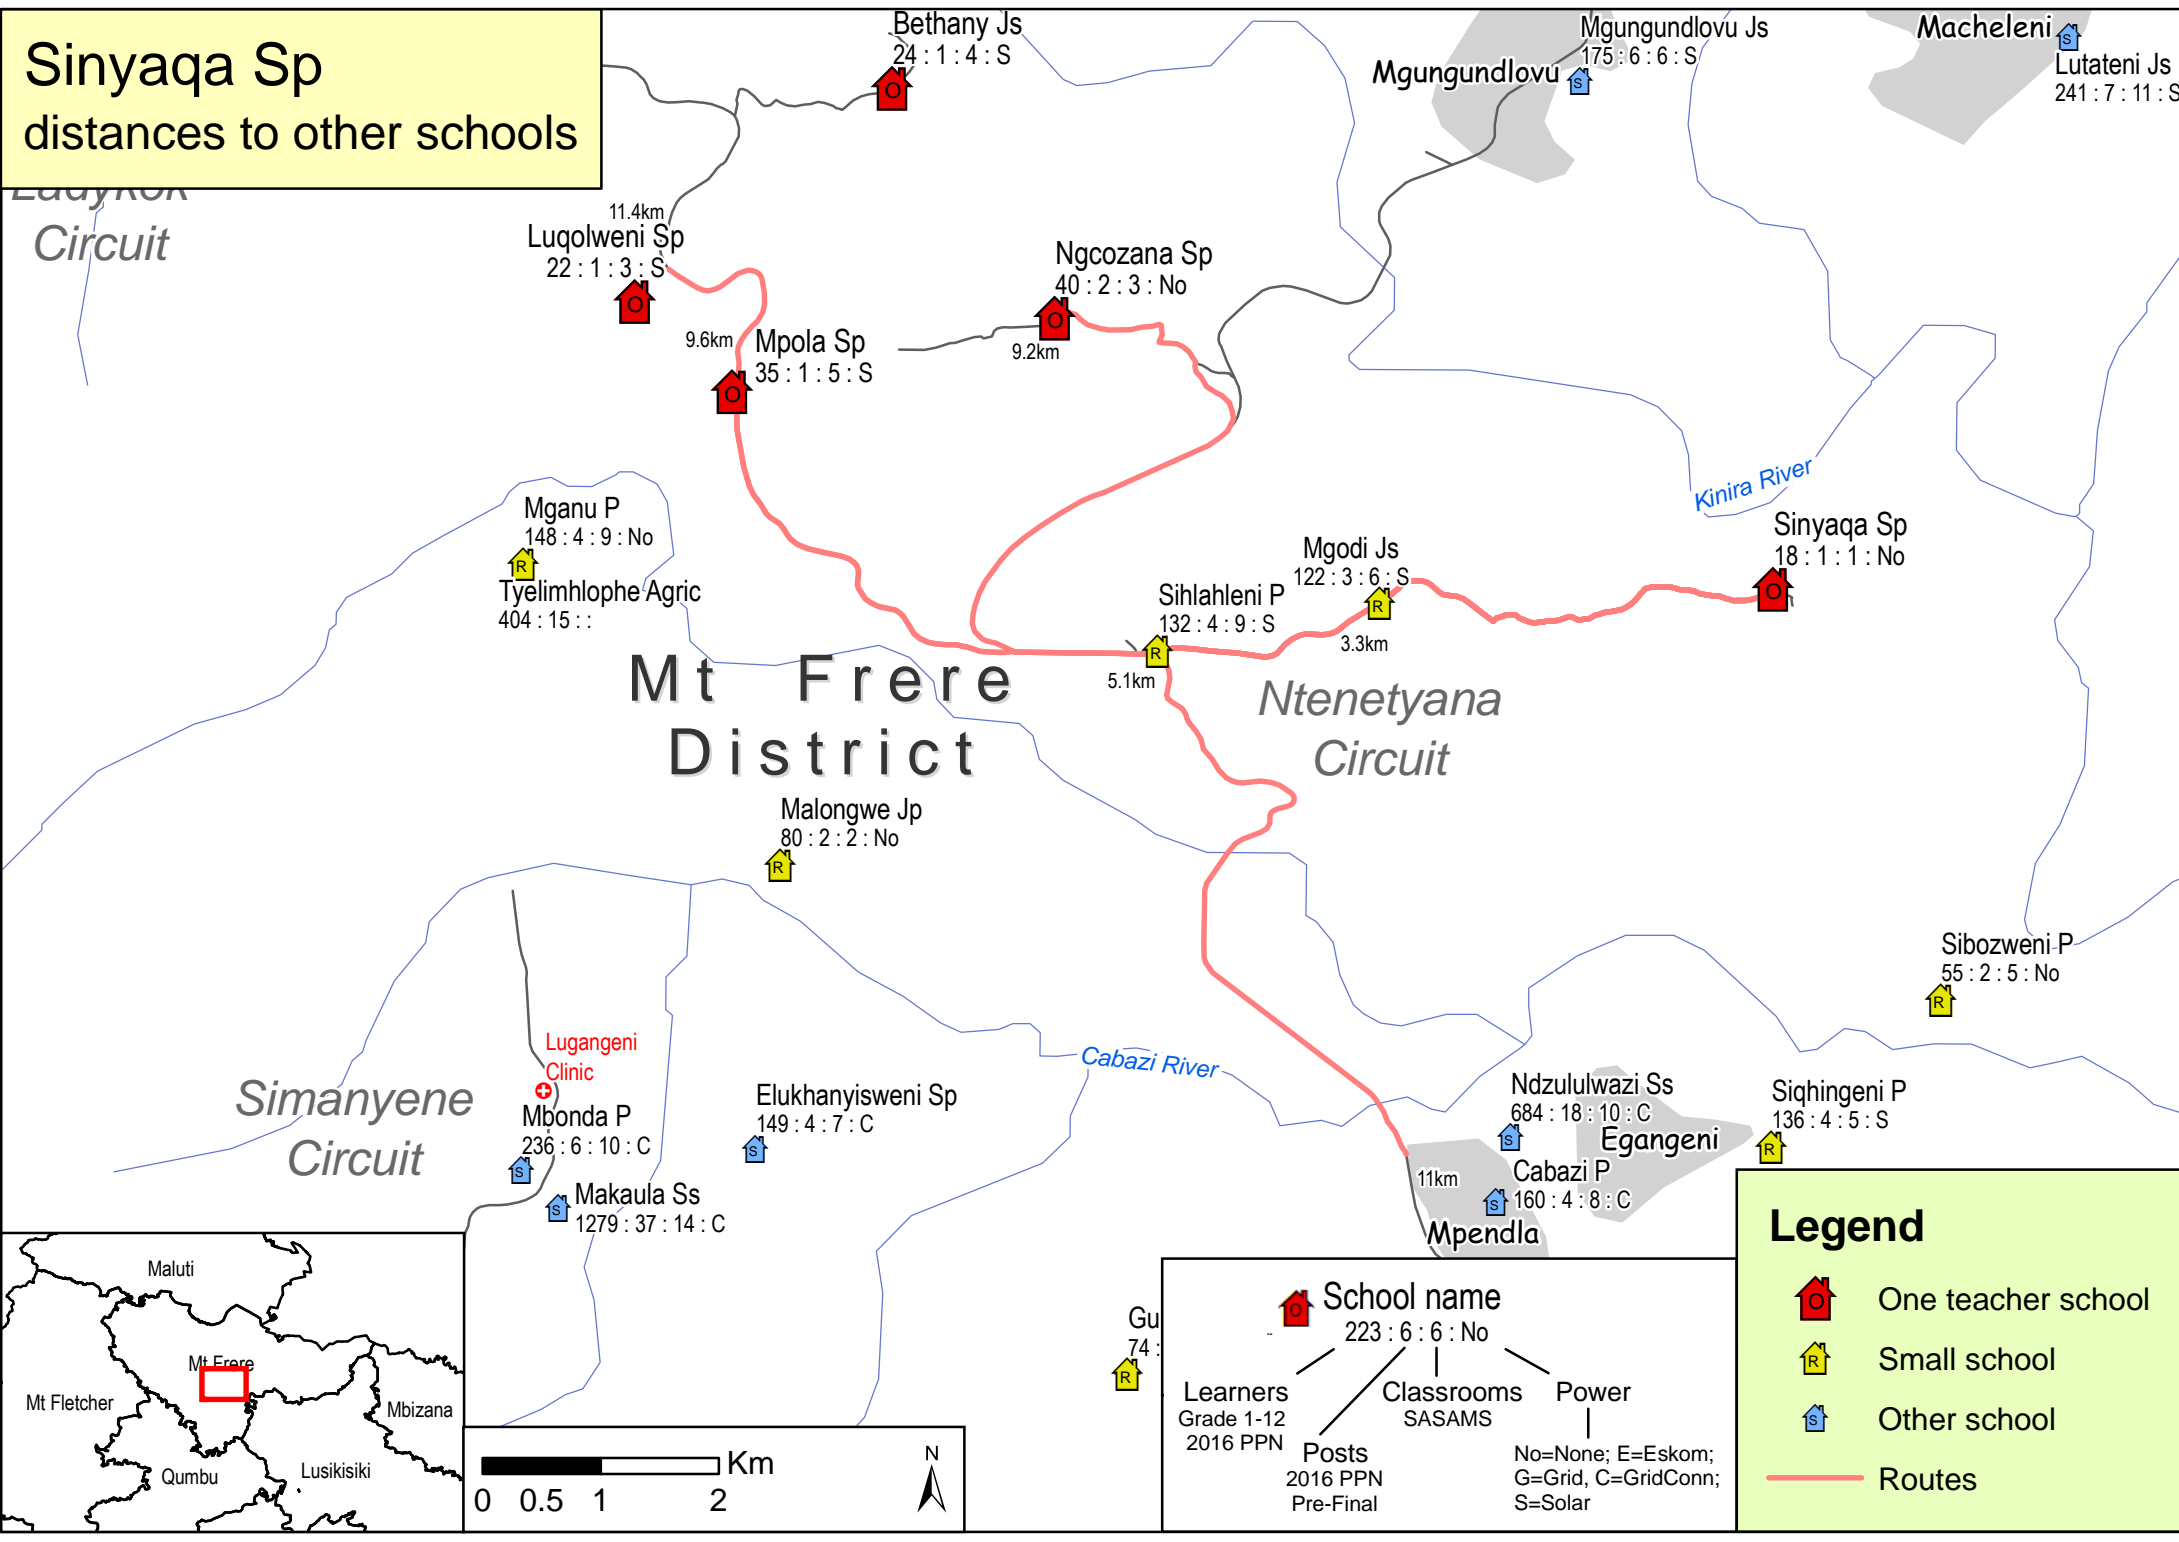 Sinyaqa Sp
distances to other schools
Circuit
Bethany Js
24 : 1 : 4 : S
Mgungundlovu Js
175 : 6 : 6 : S
Mgungundlovu
Macheleni
S
S
Lutateni Js
241 : 7 : 11 : S
O
11.4km
Luqolweni Sp
22 : 1 : 3 : S
O
Ngcozana Sp
40 : 2 : 3 : No
O
9.2km
9.6km
Mpola Sp
35 : 1 : 5 : S
O
Kinira River
Mganu P
148 : 4 : 9 : No
R
Tyelimhlophe Agric
404 : 15 : :
Sinyaqa Sp
18 : 1 : 1 : No
O
Mgodi Js
122 : 3 : 6 : S
R
3.3km
Sihlahleni P
132 : 4 : 9 : S
R
5.1km
Mt Frere
District
Ntenetyana
Circuit
Malongwe Jp
80 : 2 : 2 : No
R
Sibozweni P
55 : 2 : 5 : No
R
Lugangeni
Clinic
Cabazi River
Simanyene
Circuit
Mbonda P
236 : 6 : 10 : C
S
Makaula Ss
1279 : 37 : 14 : C
S
Elukhanyisweni Sp
149 : 4 : 7 : C
S
Ndzululwazi Ss
684 : 18 : 10 : C
S
Egangeni
Siqhingeni P
136 : 4 : 5 : S
R
11km
Cabazi P
160 : 4 : 8 : C
S
Mpendla
Gu
74 :
R
Maluti
Mt Frere
Mt Fletcher
Mbizana
Qumbu
Lusikisiki
Km
0 0.5 1 2
N
O
School name
223 : 6 : 6 : No
Learners
Grade 1-12
2016 PPN
Posts
2016 PPN
Pre-Final
Classrooms
SASAMS
Power
No=None; E=Eskom;
G=Grid, C=GridConn;
S=Solar
Legend
O One teacher school
R Small school
S Other school
Routes